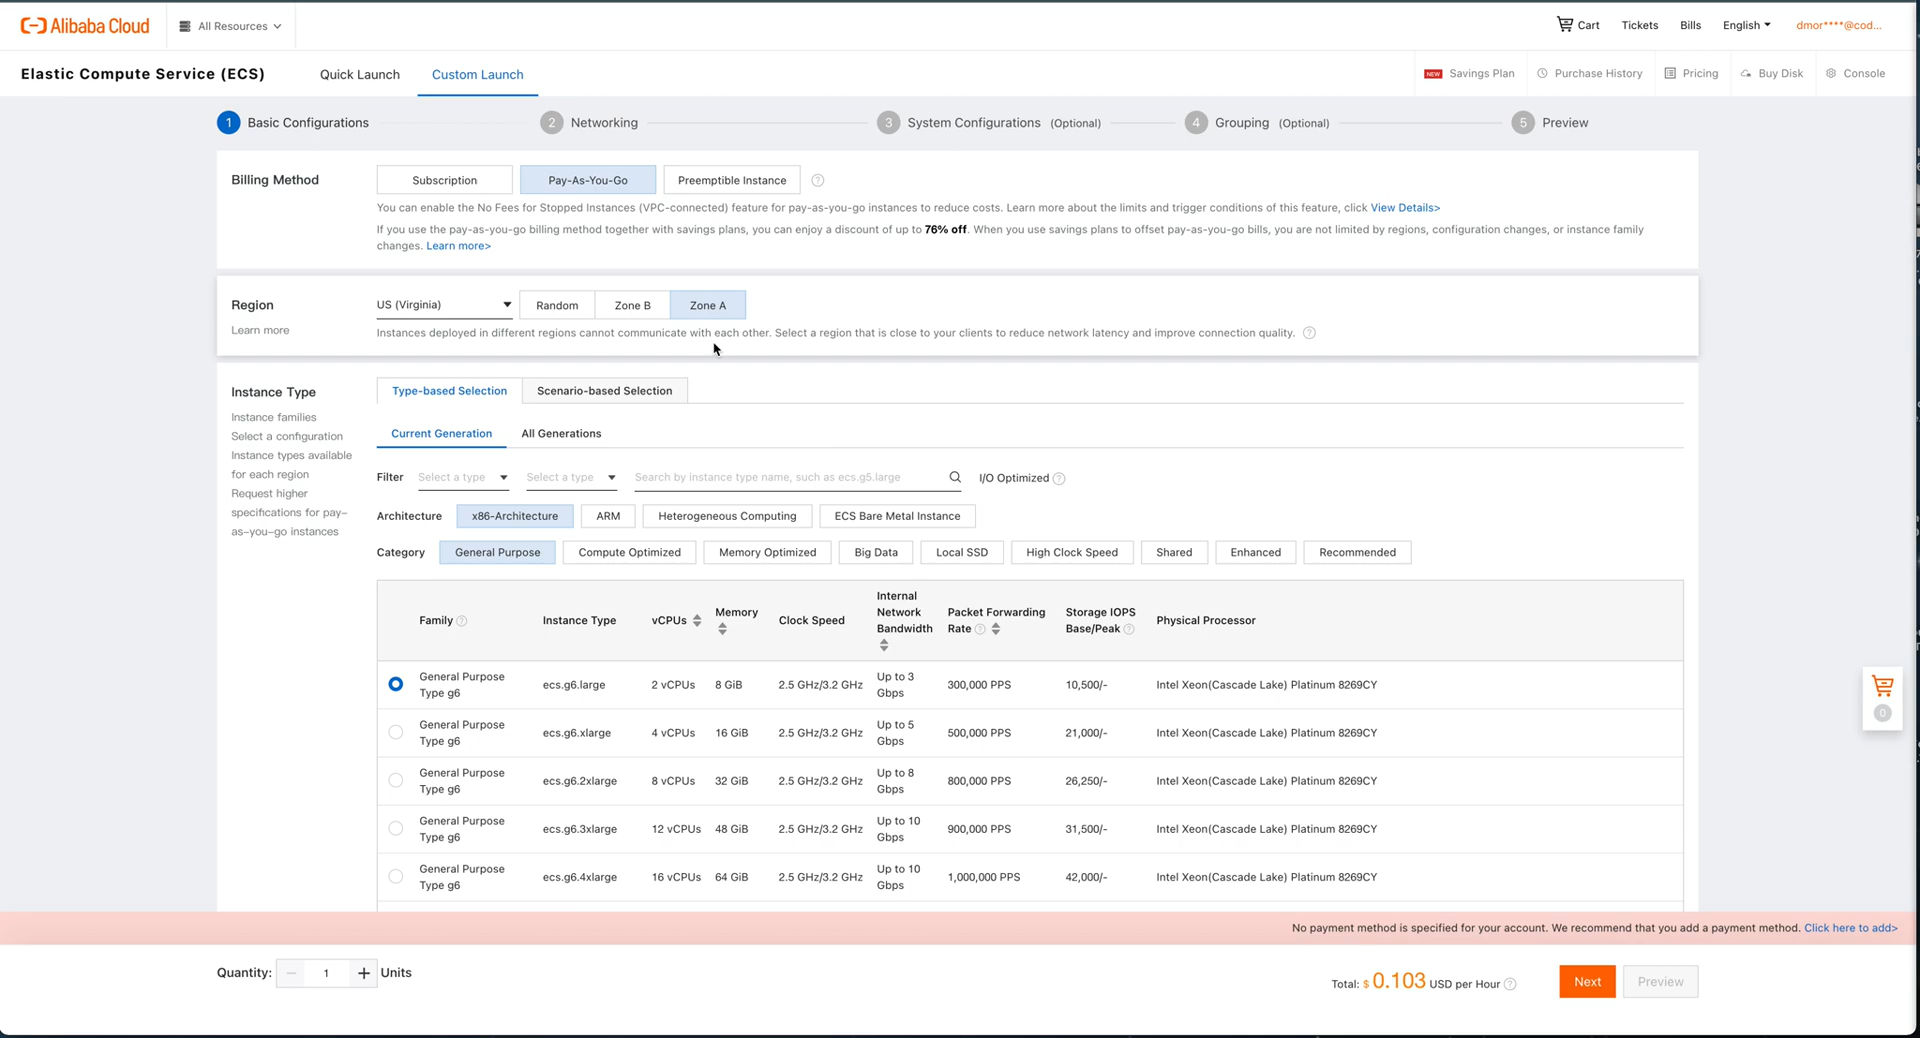 Alibaba Cloud
All Resources
Cart
Tickets
Bills
English
dmor****@cod...
Elastic Compute Service (ECS)
Quick Launch
Custom Launch
NEW Savings Plan
Purchase History
Pricing
Buy Disk
Console
1 Basic Configurations
2 Networking
3 System Configurations (Optional)
4 Grouping (Optional)
5 Preview
Billing Method
Subscription
Pay-As-You-Go
Preemptible Instance
You can enable the No Fees for Stopped Instances (VPC-connected) feature for pay-as-you-go instances to reduce costs. Learn more about the limits and trigger conditions of this feature, click View Details>
If you use the pay-as-you-go billing method together with savings plans, you can enjoy a discount of up to 76% off. When you use savings plans to offset pay-as-you-go bills, you are not limited by regions, configuration changes, or instance family
changes. Learn more>
Region
Learn more
US (Virginia)
Random
Zone B
Zone A
Instances deployed in different regions cannot communicate with each other. Select a region that is close to your clients to reduce network latency and improve connection quality.
Instance Type
Instance families
Select a configuration
Instance types available
for each region
Request higher
specifications for pay-
as-you-go instances
Type-based Selection
Scenario-based Selection
Current Generation
All Generations
Filter
Select a type
Select a type
Search by instance type name, such as ecs.g5.large
I/O Optimized
Architecture
x86-Architecture
ARM
Heterogeneous Computing
ECS Bare Metal Instance
Category
General Purpose
Compute Optimized
Memory Optimized
Big Data
Local SSD
High Clock Speed
Shared
Enhanced
Recommended
Family
Instance Type
vCPUs
Memory
Clock Speed
Internal
Network
Bandwidth
Packet Forwarding
Rate
Storage IOPS
Base/Peak
Physical Processor
General Purpose
Type g6
ecs.g6.large
2 vCPUs
8 GiB
2.5 GHz/3.2 GHz
Up to 3
Gbps
300,000 PPS
10,500/-
Intel Xeon(Cascade Lake) Platinum 8269CY
General Purpose
Type g6
ecs.g6.xlarge
4 vCPUs
16 GiB
2.5 GHz/3.2 GHz
Up to 5
Gbps
500,000 PPS
21,000/-
Intel Xeon(Cascade Lake) Platinum 8269CY
General Purpose
Type g6
ecs.g6.2xlarge
8 vCPUs
32 GiB
2.5 GHz/3.2 GHz
Up to 8
Gbps
800,000 PPS
26,250/-
Intel Xeon(Cascade Lake) Platinum 8269CY
General Purpose
Type g6
ecs.g6.3xlarge
12 vCPUs
48 GiB
2.5 GHz/3.2 GHz
Up to 10
Gbps
900,000 PPS
31,500/-
Intel Xeon(Cascade Lake) Platinum 8269CY
General Purpose
Type g6
ecs.g6.4xlarge
16 vCPUs
64 GiB
2.5 GHz/3.2 GHz
Up to 10
Gbps
1,000,000 PPS
42,000/-
Intel Xeon(Cascade Lake) Platinum 8269CY
0
No payment method is specified for your account. We recommend that you add a payment method. Click here to add>
Quantity: 1 Units
Total: $ 0.103 USD per Hour
Next
Preview